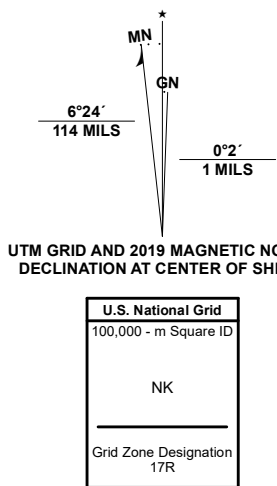 ★
MN
GN
6°24´
114 MILS
0°2´
1 MILS
UTM GRID AND 2019 MAGNETIC NO
DECLINATION AT CENTER OF SHE
U.S. National Grid
100,000 - m Square ID
NK
Grid Zone Designation
17R